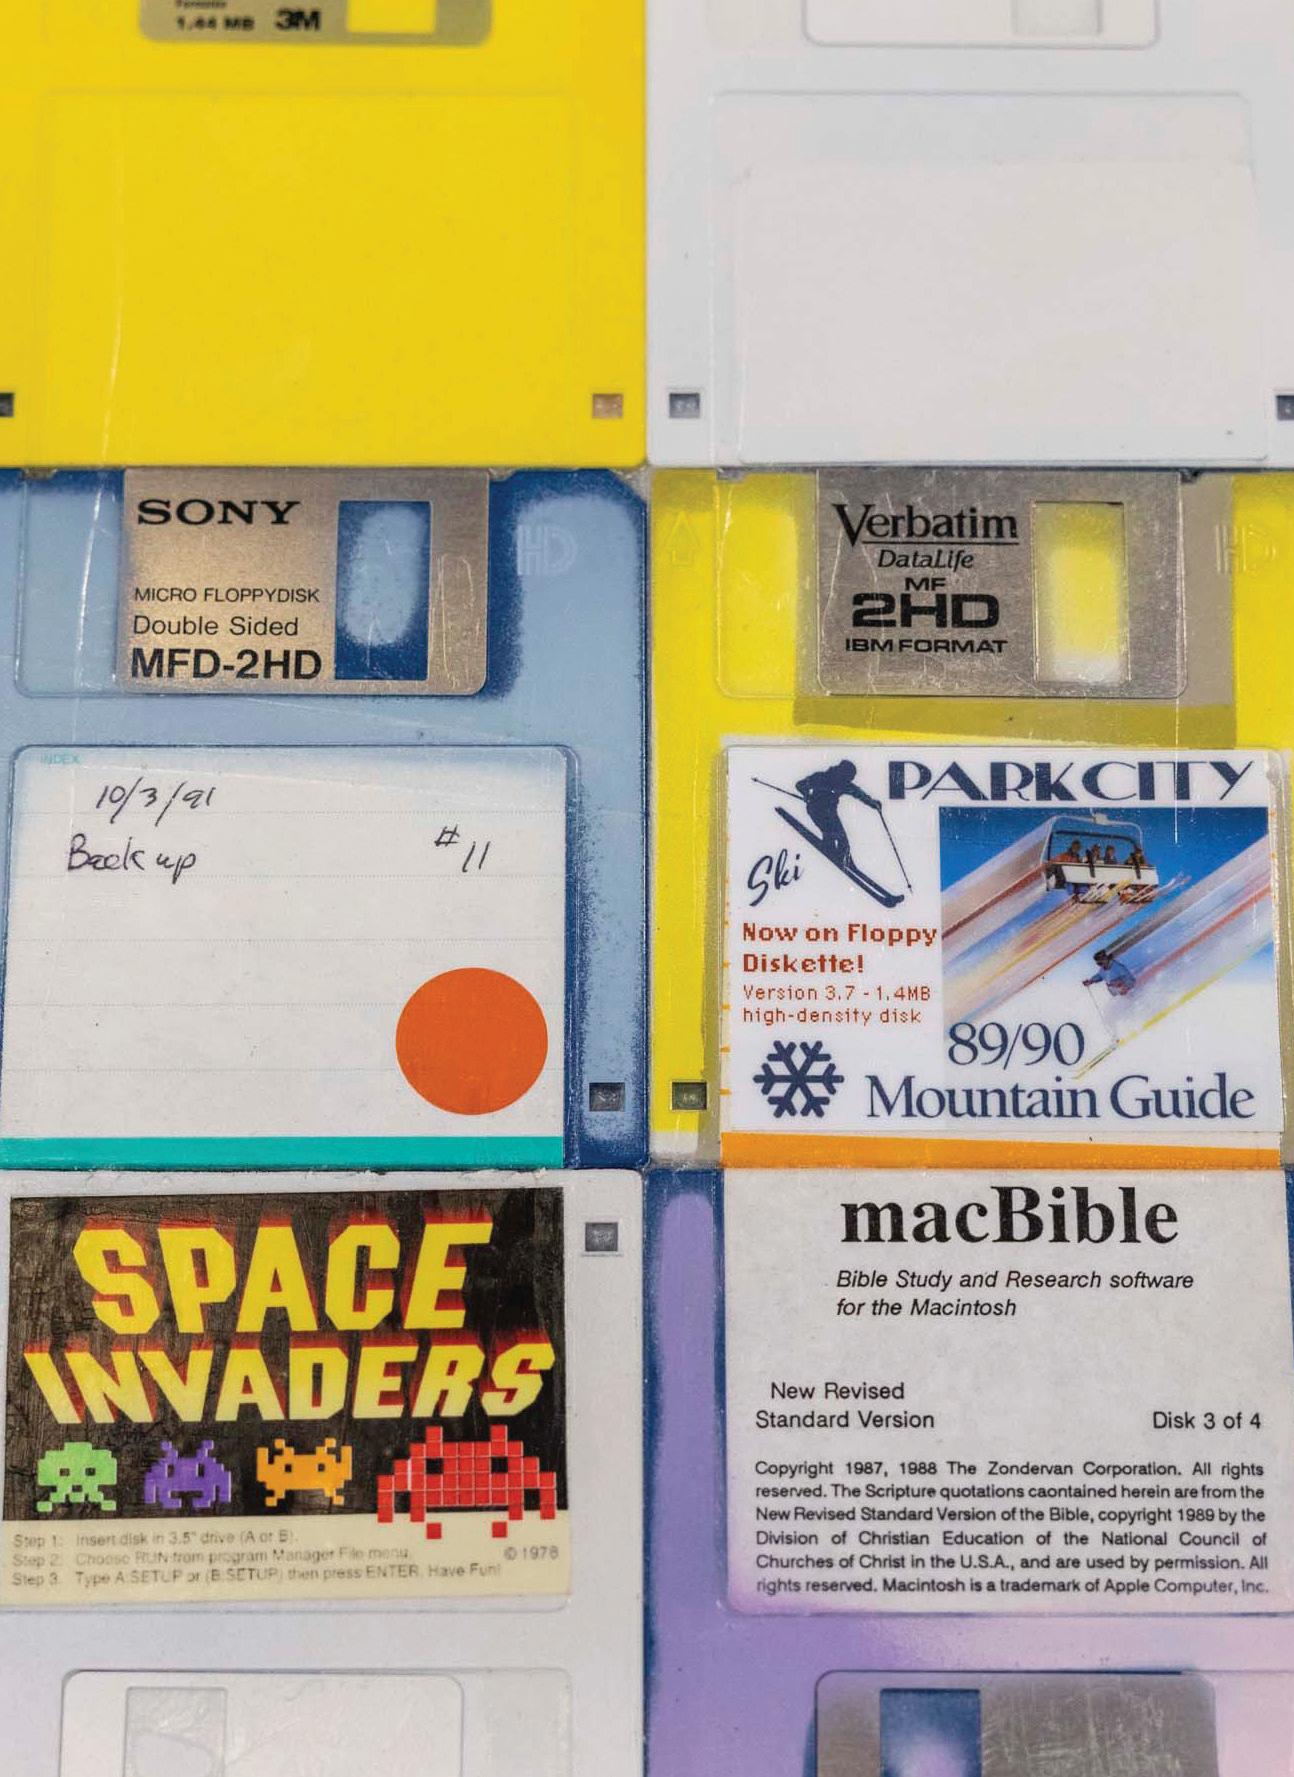 1.44 MB 3M
SONY
MICRO FLOPPYDISK
Double Sided
MFD-2HD
HD
INDEX
10/3/91
Back up #11
Verbatim
DataLife
MF
2HD
IBM FORMAT
HD
PARK CITY
Ski
Now on Floppy
Diskette!
Version 3.7 - 1.4MB
high-density disk
89/90
Mountain Guide
SPACE
INVADERS
Step 1: Insert disk in 3.5" drive (A or B).
Step 2: Choose RUN from program Manager File menu.
© 1978
Step 3. Type A:SETUP or (B:SETUP) then press ENTER. Have Fun!
macBible
Bible Study and Research software
for the Macintosh
New Revised
Standard Version Disk 3 of 4
Copyright 1987, 1988 The Zondervan Corporation. All rights
reserved. The Scripture quotations caontained herein are from the
New Revised Standard Version of the Bible, copyright 1989 by the
Division of Christian Education of the National Council of
Churches of Christ in the U.S.A., and are used by permission. All
rights reserved. Macintosh is a trademark of Apple Computer, Inc.